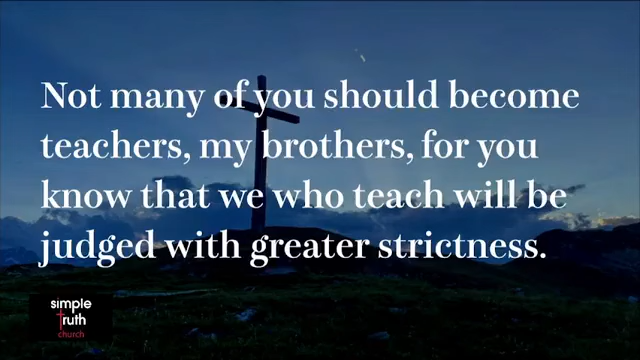 Not many of you should become
teachers, my brothers, for you
know that we who teach will be
judged with greater strictness.
simple
truth
church